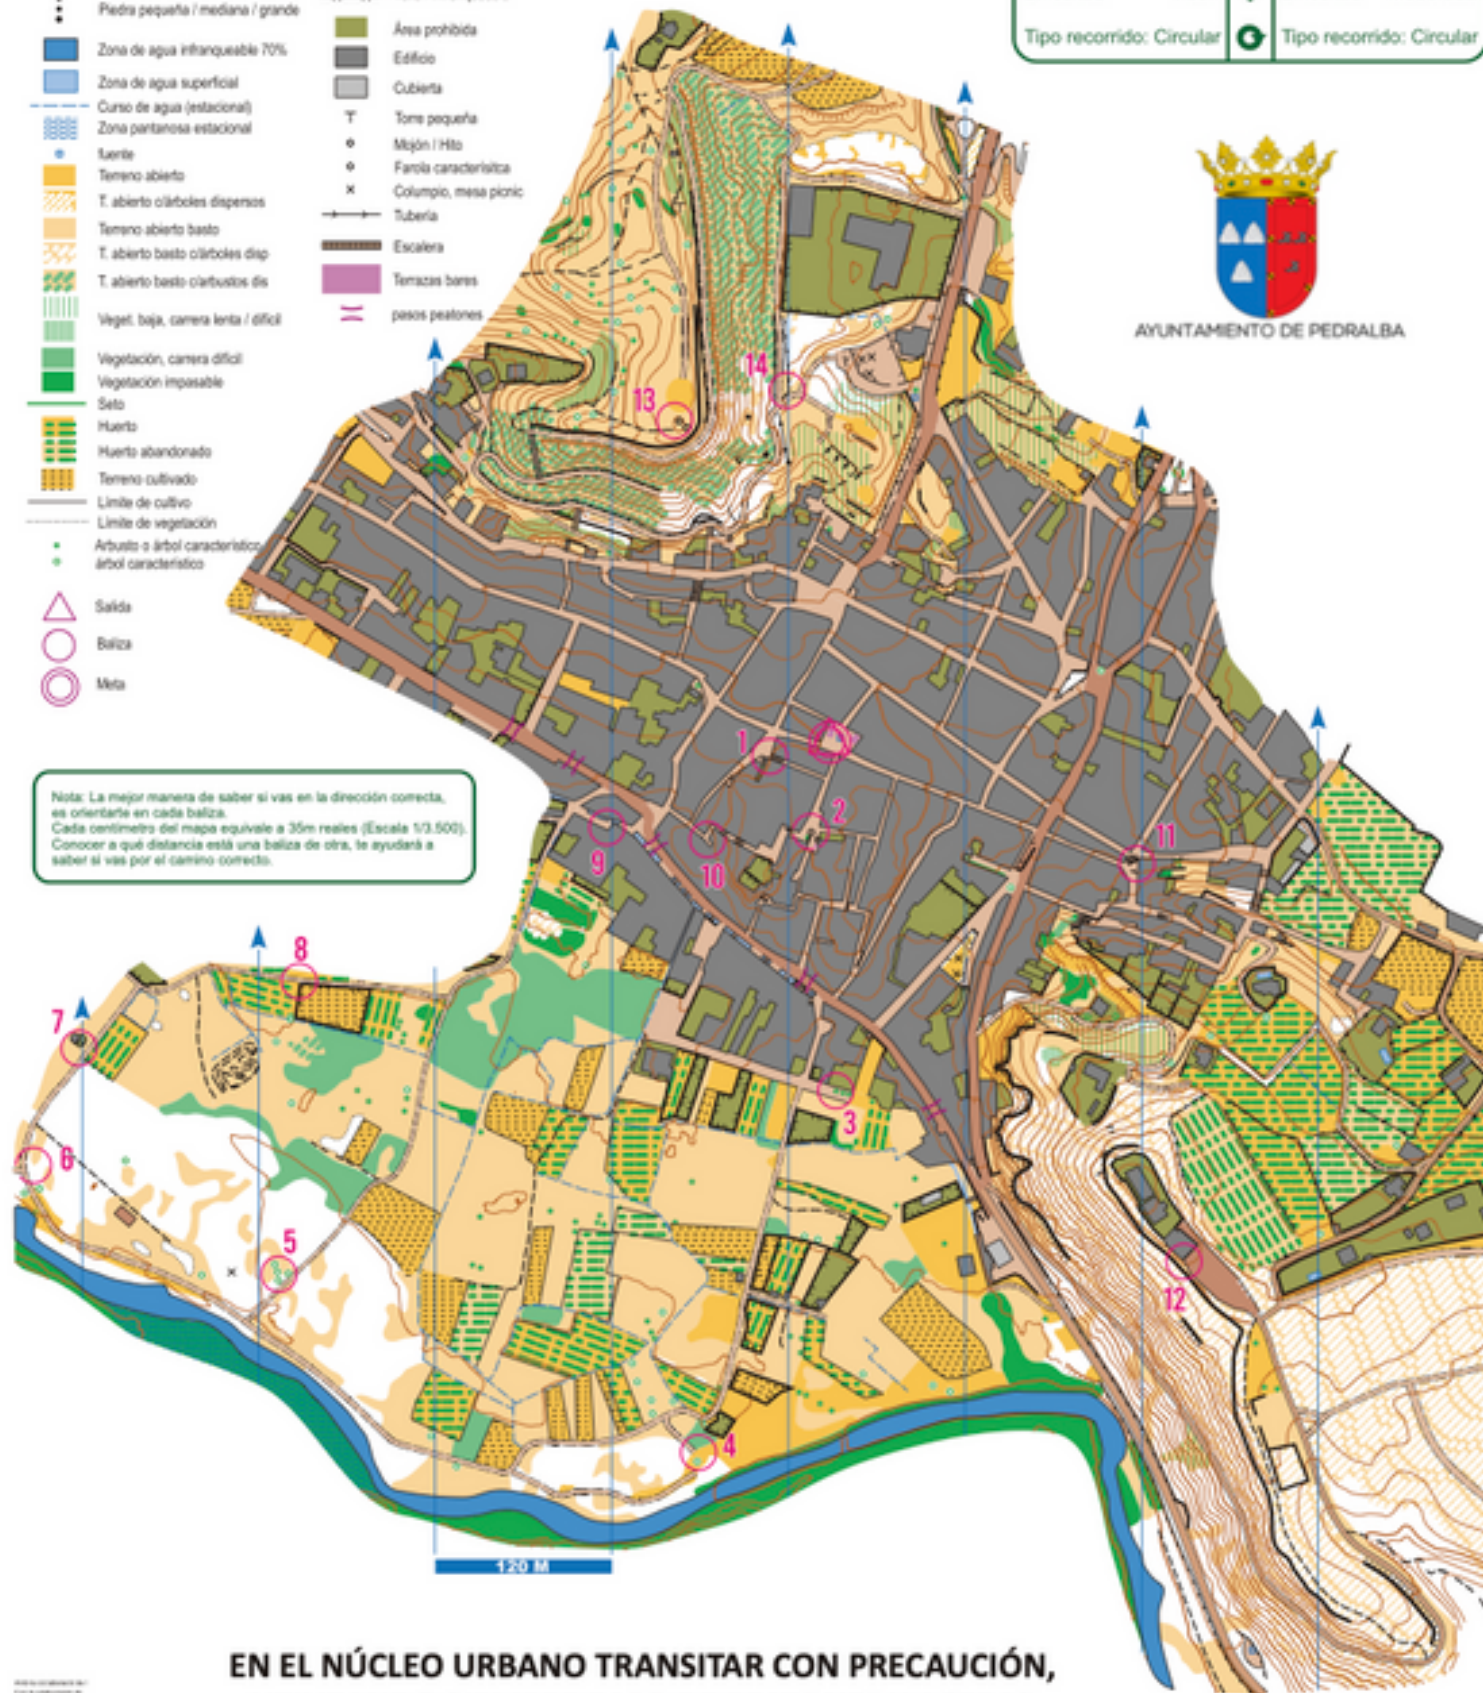 Piedra pequeña / mediana / grande
Zona de agua infranqueable 70%
Zona de agua superficial
Curso de agua (estacional)
Zona pantanosa estacional
fuente
Terreno abierto
T. abierto c/árboles dispersos
Terreno abierto basto
T. abierto basto c/árboles disp
T. abierto basto c/arbustos dis
Veget. baja, carrera lenta / difícil
Vegetación, carrera difícil
Vegetación impasable
Seto
Huerto
Huerto abandonado
Terreno cultivado
Límite de cultivo
Límite de vegetación
Arbusto o árbol característico
árbol característico
Salida
Baliza
Meta
Área prohibida
Edificio
Cubierta
Torre pequeña
Mojón / Hito
Farola característica
Columpio, mesa picnic
Tubería
Escalera
Terrazas bares
pasos peatones
Tipo recorrido: Circular
Tipo recorrido: Circular
AYUNTAMIENTO DE PEDRALBA
14
13
1
2
9
10
11
8
7
3
6
5
12
4
Nota: La mejor manera de saber si vas en la dirección correcta,
es orientarte en cada baliza.
Cada centímetro del mapa equivale a 35m reales (Escala 1/3.500).
Conocer a qué distancia está una baliza de otra, te ayudará a
saber si vas por el camino correcto.
120 M
EN EL NÚCLEO URBANO TRANSITAR CON PRECAUCIÓN,